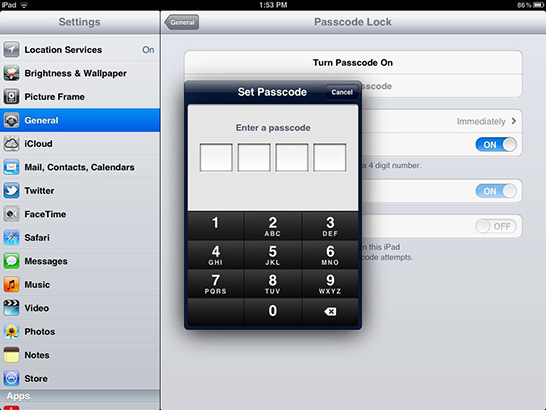 iPad
1:53 PM
86%
Settings
General
Passcode Lock
Location Services On
Brightness & Wallpaper
Picture Frame
General
iCloud
Mail, Contacts, Calendars
Twitter
FaceTime
Safari
Messages
Music
Video
Photos
Notes
Store
Apps
Turn Passcode On
scode
Immediately
ON
a 4 digit number.
ON
OFF
on this iPad
code attempts.
Set Passcode
Cancel
Enter a passcode
1
2
ABC
3
DEF
4
GHI
5
JKL
6
MNO
7
PQRS
8
TUV
9
WXYZ
0